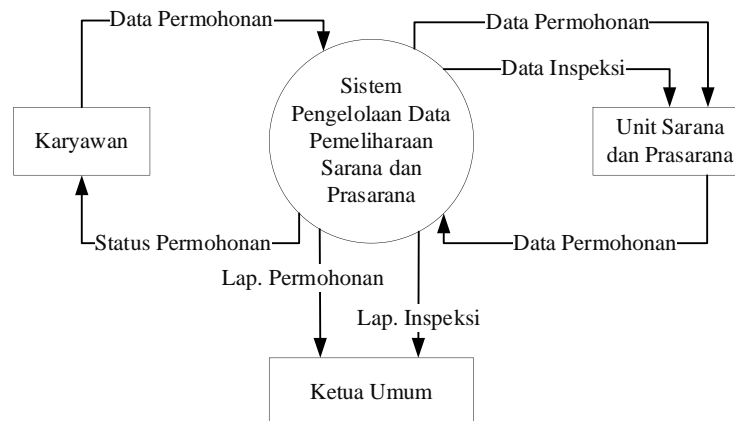 Data Permohonan
Data Permohonan
Data Inspeksi
Sistem
Pengelolaan Data
Pemeliharaan
Sarana dan
Prasarana
Karyawan
Unit Sarana
dan Prasarana
Status Permohonan
Data Permohonan
Lap. Permohonan
Lap. Inspeksi
Ketua Umum